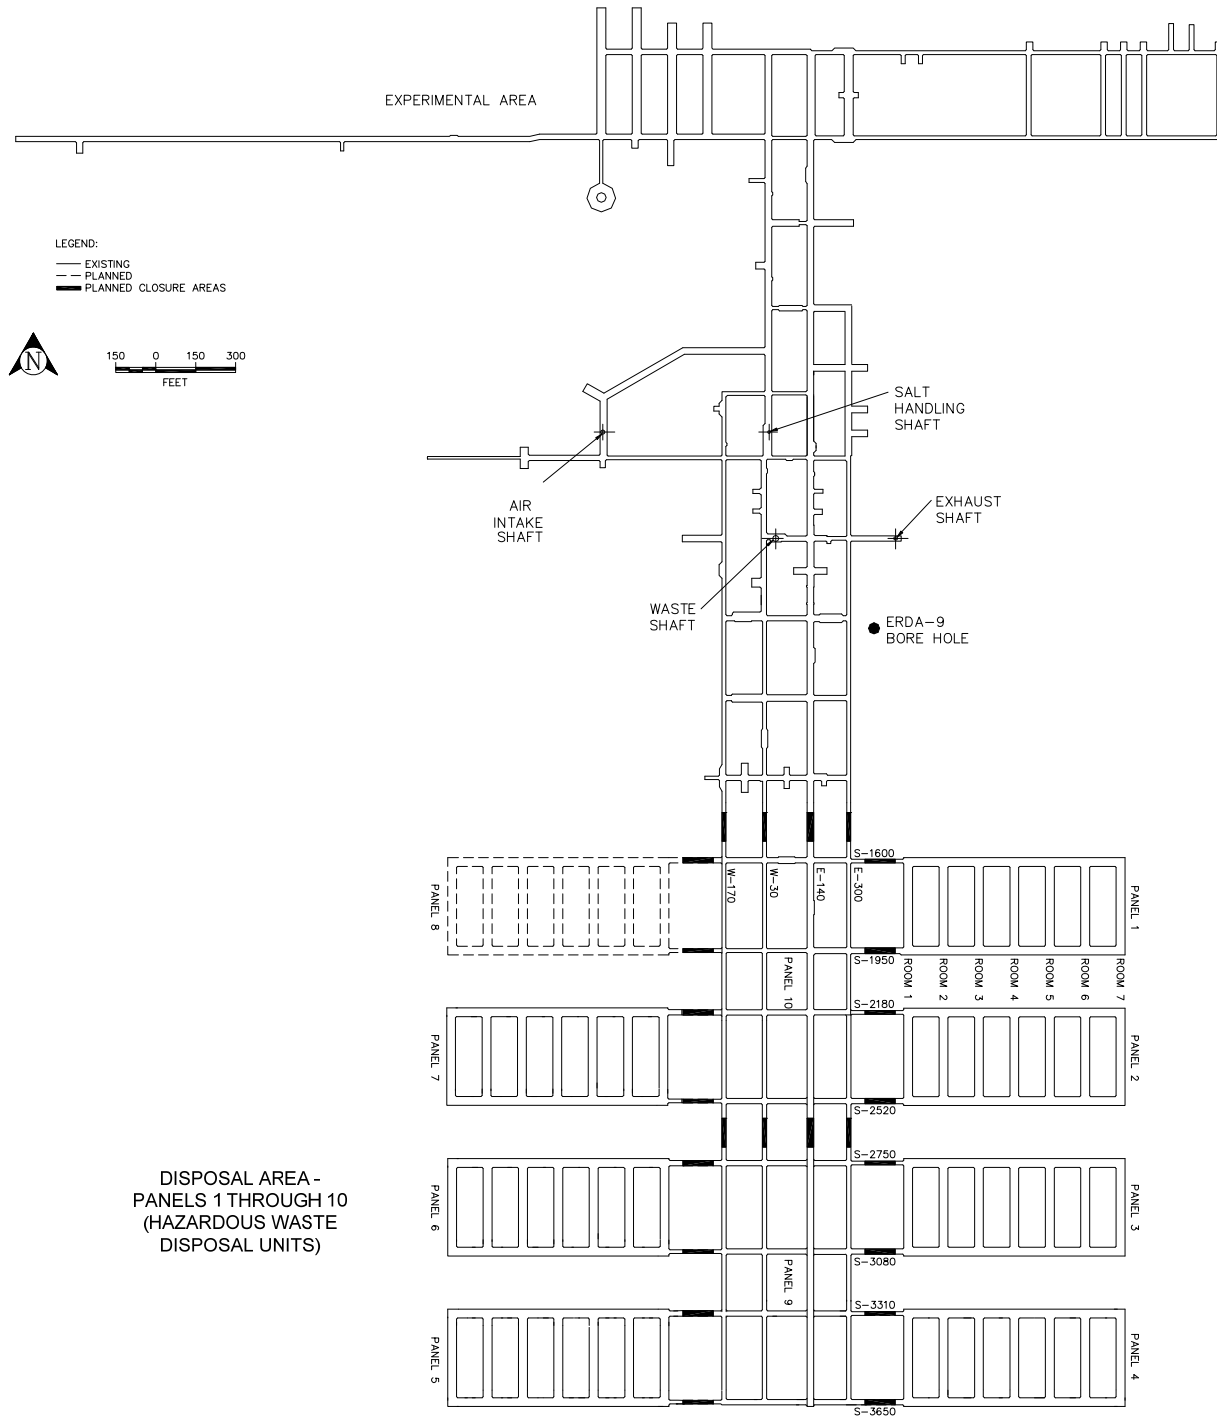 EXPERIMENTAL AREA
LEGEND:
EXISTING
PLANNED
PLANNED CLOSURE AREAS
N
150 0 150 300
FEET
SALT
HANDLING
SHAFT
AIR
INTAKE
SHAFT
EXHAUST
SHAFT
WASTE
SHAFT
ERDA-9
BORE HOLE
S-1600
W-170
W-30
E-140
E-300
PANEL 8
PANEL 1
S-1950
PANEL 10
ROOM 1
ROOM 2
ROOM 3
ROOM 4
ROOM 5
ROOM 6
ROOM 7
S-2180
PANEL 7
PANEL 2
S-2520
S-2750
DISPOSAL AREA -
PANELS 1 THROUGH 10
(HAZARDOUS WASTE
DISPOSAL UNITS)
PANEL 6
PANEL 3
S-3080
PANEL 9
S-3310
PANEL 5
PANEL 4
S-3650